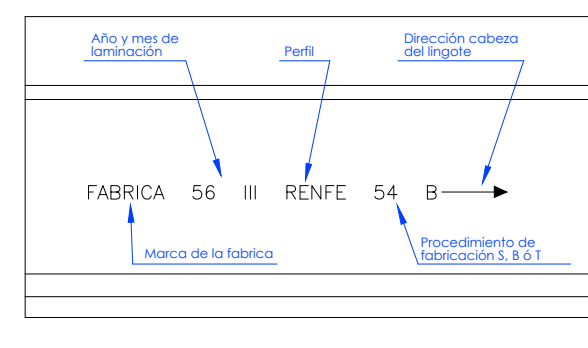 Año y mes de
laminación
Perfil
Dirección cabeza
del lingote
FABRICA 56 III RENFE 54 B
Marca de la fabrica
Procedimiento de
fabricación S, B ó T